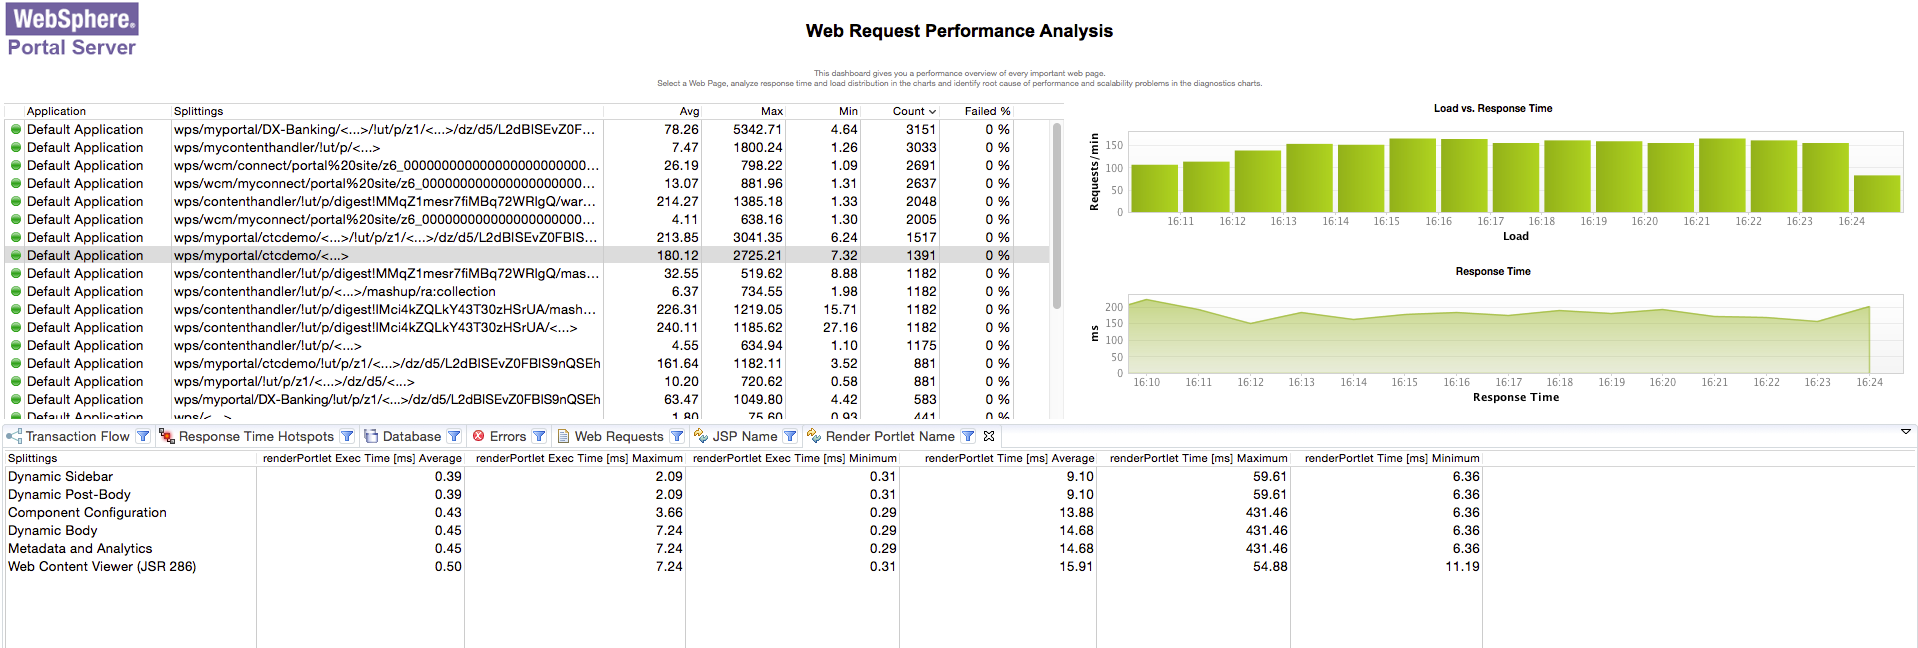 WebSphere.
Portal Server
Web Request Performance Analysis
This dashboard gives you a performance overview of every important web page.
Select a Web Page, analyze response time and load distribution in the charts and identify root cause of performance and scalability problems in the diagnostics charts.
Application Splittings Avg Max Min Count Failed %
Default Application wps/myportal/DX-Banking/<...>/!ut/p/z1/<...>/dz/d5/L2dBISEvZ0F... 78.26 5342.71 4.64 3151 0 %
Default Application wps/mycontenthandler/!ut/p/<...> 7.47 1800.24 1.26 3033 0 %
Default Application wps/wcm/connect/portal%20site/z6_000000000000000000000000... 26.19 798.22 1.09 2691 0 %
Default Application wps/wcm/myconnect/portal%20site/z6_000000000000000000000... 13.07 881.96 1.31 2637 0 %
Default Application wps/contenthandler/!ut/p/digest!MMqZ1mesr7fiMBq72WRlgQ/war... 214.27 1385.18 1.33 2048 0 %
Default Application wps/wcm/myconnect/portal%20site/z6_000000000000000000000... 4.11 638.16 1.30 2005 0 %
Default Application wps/myportal/ctcdemo/<...>/!ut/p/z1/<...>/dz/d5/L2dBISEvZ0FBIS... 213.85 3041.35 6.24 1517 0 %
Default Application wps/myportal/ctcdemo/<...> 180.12 2725.21 7.32 1391 0 %
Default Application wps/contenthandler/!ut/p/digest!MMqZ1mesr7fiMBq72WRlgQ/mas... 32.55 519.62 8.88 1182 0 %
Default Application wps/contenthandler/!ut/p/<...>/mashup/ra:collection 6.37 734.55 1.98 1182 0 %
Default Application wps/contenthandler/!ut/p/digest!IMci4kZQLkY43T30zHSrUA/mash... 226.31 1219.05 15.71 1182 0 %
Default Application wps/contenthandler/!ut/p/digest!IMci4kZQLkY43T30zHSrUA/<...> 240.11 1185.62 27.16 1182 0 %
Default Application wps/contenthandler/!ut/p/<...> 4.55 634.94 1.10 1175 0 %
Default Application wps/myportal/ctcdemo/!ut/p/z1/<...>/dz/d5/L2dBISEvZ0FBIS9nQSEh 161.64 1182.11 3.52 881 0 %
Default Application wps/myportal/!ut/p/z1/<...>/dz/d5/<...> 10.20 720.62 0.58 881 0 %
Default Application wps/myportal/DX-Banking/!ut/p/z1/<...>/dz/d5/L2dBISEvZ0FBIS9nQSEh 63.47 1049.80 4.42 583 0 %
Default Application wps/<...> 1.80 75.60 0.93 441 0 %
Load vs. Response Time
Requests/min
150
100
50
0
16:11 16:12 16:13 16:14 16:15 16:16 16:17 16:18 16:19 16:20 16:21 16:22 16:23 16:24
Load
Response Time
ms
200
150
100
50
0
16:10 16:11 16:12 16:13 16:14 16:15 16:16 16:17 16:18 16:19 16:20 16:21 16:22 16:23 16:24
Response Time
Transaction Flow Response Time Hotspots Database Errors Web Requests JSP Name Render Portlet Name
Splittings renderPortlet Exec Time [ms] Average renderPortlet Exec Time [ms] Maximum renderPortlet Exec Time [ms] Minimum renderPortlet Time [ms] Average renderPortlet Time [ms] Maximum renderPortlet Time [ms] Minimum
Dynamic Sidebar 0.39 2.09 0.31 9.10 59.61 6.36
Dynamic Post-Body 0.39 2.09 0.31 9.10 59.61 6.36
Component Configuration 0.43 3.66 0.29 13.88 431.46 6.36
Dynamic Body 0.45 7.24 0.29 14.68 431.46 6.36
Metadata and Analytics 0.45 7.24 0.29 14.68 431.46 6.36
Web Content Viewer (JSR 286) 0.50 7.24 0.31 15.91 54.88 11.19